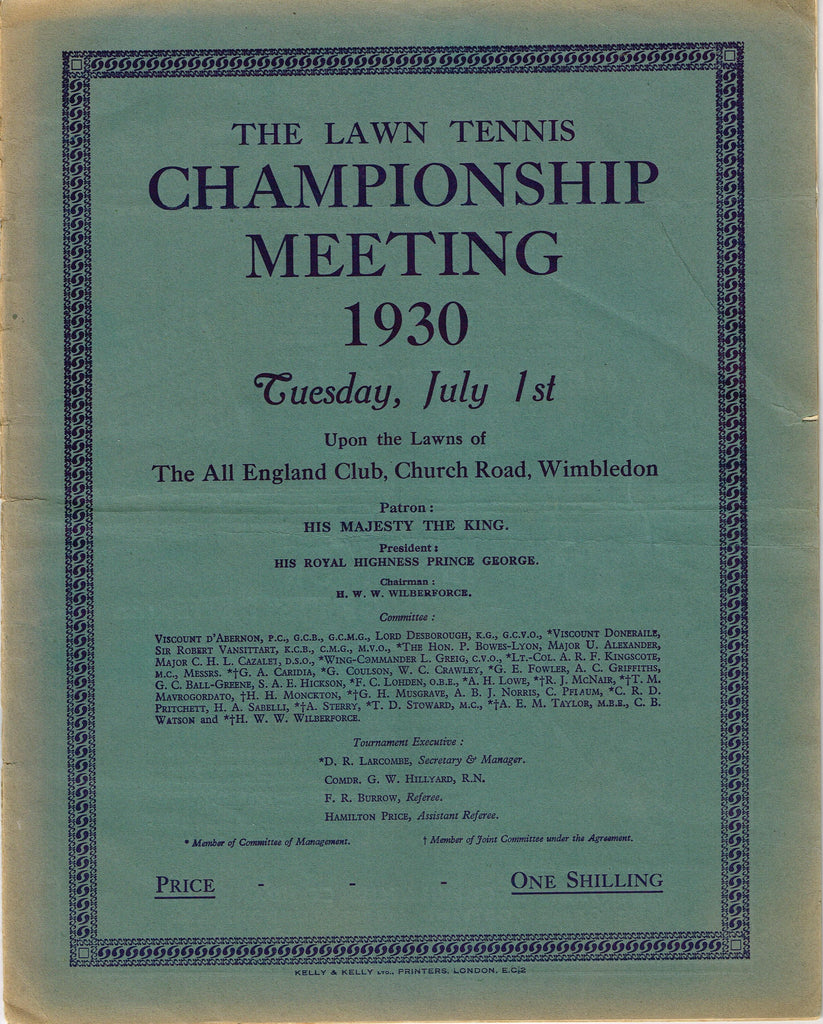 THE LAWN TENNIS
CHAMPIONSHIP
MEETING
1930
Tuesday, July 1st
Upon the Lawns of
The All England Club, Church Road, Wimbledon
Patron :
HIS MAJESTY THE KING.
President :
HIS ROYAL HIGHNESS PRINCE GEORGE.
Chairman :
H. W. W. WILBERFORCE.
Committee :
VISCOUNT D'ABERNON, P.C., G.C.B., G.C.M.G., LORD DESBOROUGH, K.G., G.C.V.O., *VISCOUNT DONERAILE,
SIR ROBERT VANSITTART, K.C.B., C.M.G., M.V.O., *THE HON. P. BOWES-LYON, MAJOR U. ALEXANDER,
MAJOR C. H. L. CAZALET, D.S.O., *WING-COMMANDER L. GREIG, C.V.O., *LT.-COL. A. R. F. KINGSCOTE,
M.C., MESSRS. *†G. A. CARIDIA, *G. COULSON, W. C. CRAWLEY, *G. E. FOWLER, A. C. GRIFFITHS,
G. C. BALL-GREENE, S. A. E. HICKSON, *F. C. LOHDEN, O.B.E., *A. H. LOWE, *†R. J. MCNAIR, *†T. M.
MAVROGORDATO, †H. H. MONCKTON, *†G. H. MUSGRAVE, A. B. J. NORRIS, C. PFLAUM, *C. R. D.
PRITCHETT, H. A. SABELLI, *†A. STERRY, *T. D. STOWARD, M.C., *†A. E. M. TAYLOR, M.B.E., C. B.
WATSON and *†H. W. W. WILBERFORCE.
Tournament Executive :
*D. R. LARCOMBE, Secretary & Manager.
COMDR. G. W. HILLYARD, R.N.
F. R. BURROW, Referee.
HAMILTON PRICE, Assistant Referee.
* Member of Committee of Management. † Member of Joint Committee under the Agreement.
PRICE - - - ONE SHILLING
KELLY & KELLY LTD., PRINTERS, LONDON, E.C.2